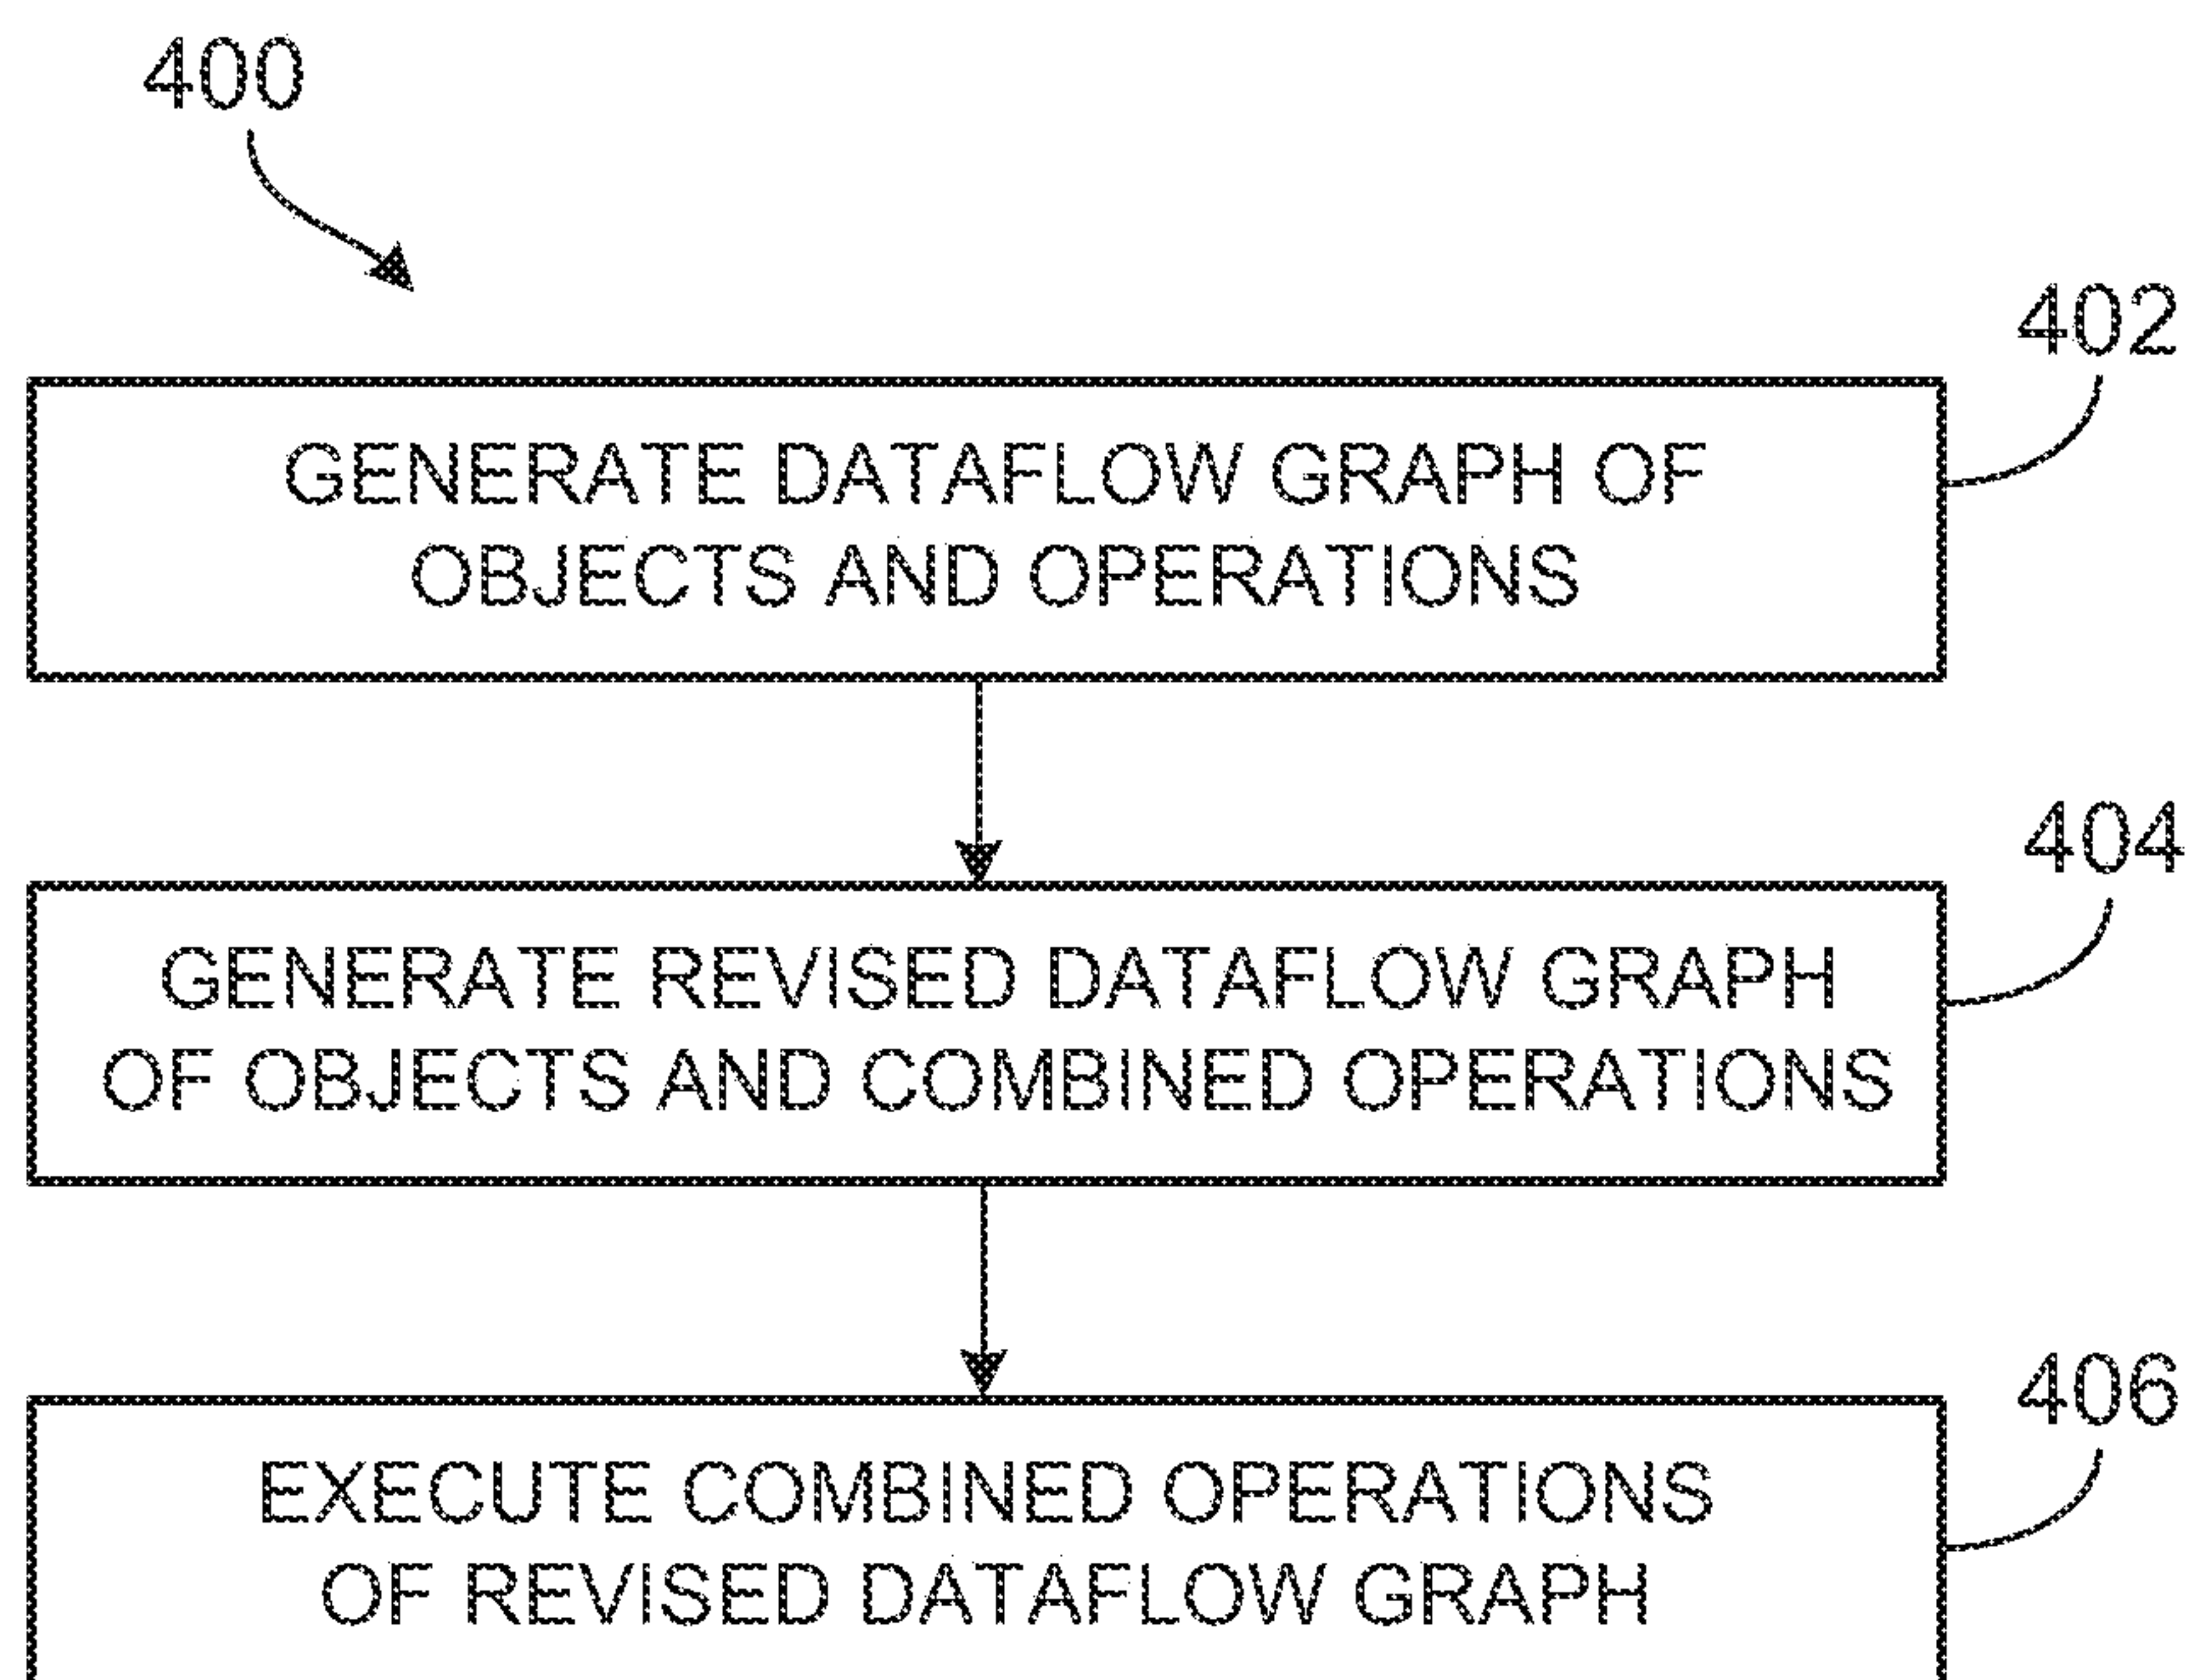 400
402
GENERATE DATAFLOW GRAPH OF
OBJECTS AND OPERATIONS
404
GENERATE REVISED DATAFLOW GRAPH
OF OBJECTS AND COMBINED OPERATIONS
406
EXECUTE COMBINED OPERATIONS
OF REVISED DATAFLOW GRAPH